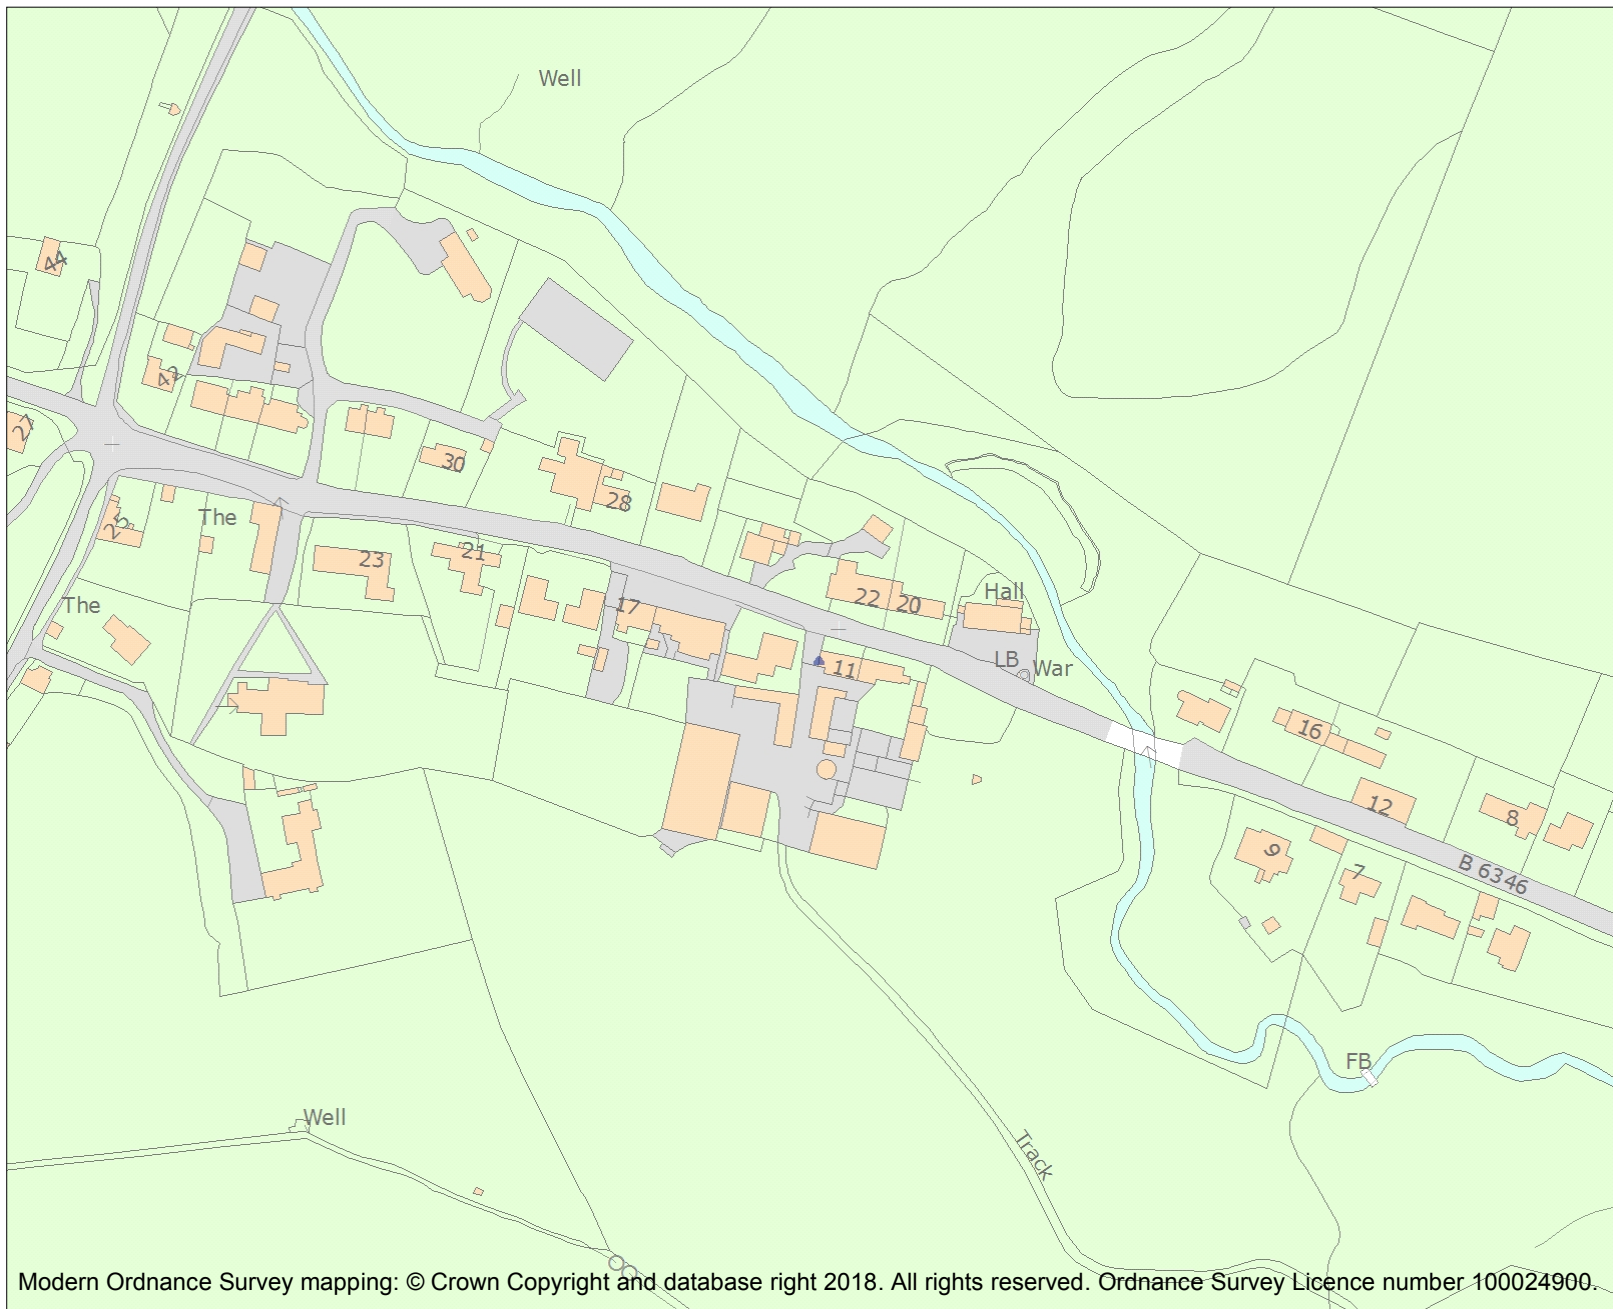 Well
44
42
27
30
28
The
25
23
21
The
17
22
20
Hall
LB
War
11
16
12
8
9
7
B 6346
FB
Well
Track
Modern Ordnance Survey mapping: © Crown Copyright and database right 2018. All rights reserved. Ordnance Survey Licence number 100024900.